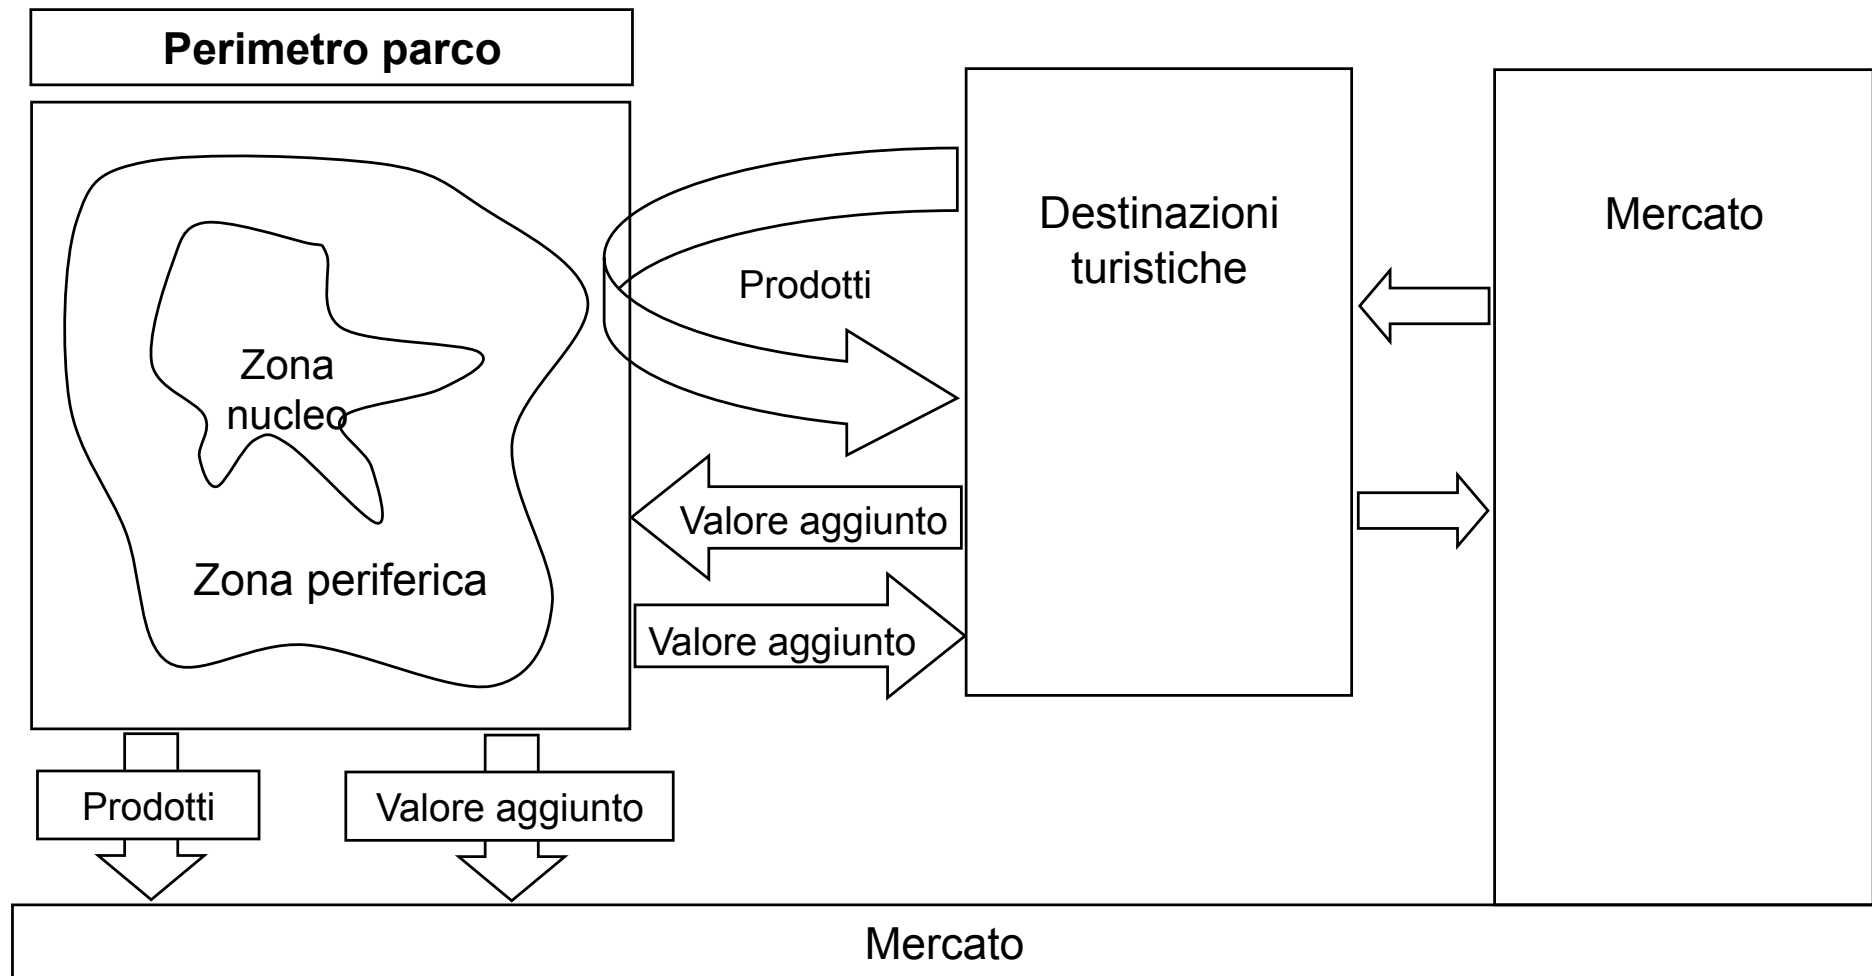 Perimetro parco
Zona
nucleo
Zona periferica
Prodotti
Valore aggiunto
Valore aggiunto
Destinazioni
turistiche
Mercato
Prodotti
Valore aggiunto
Mercato